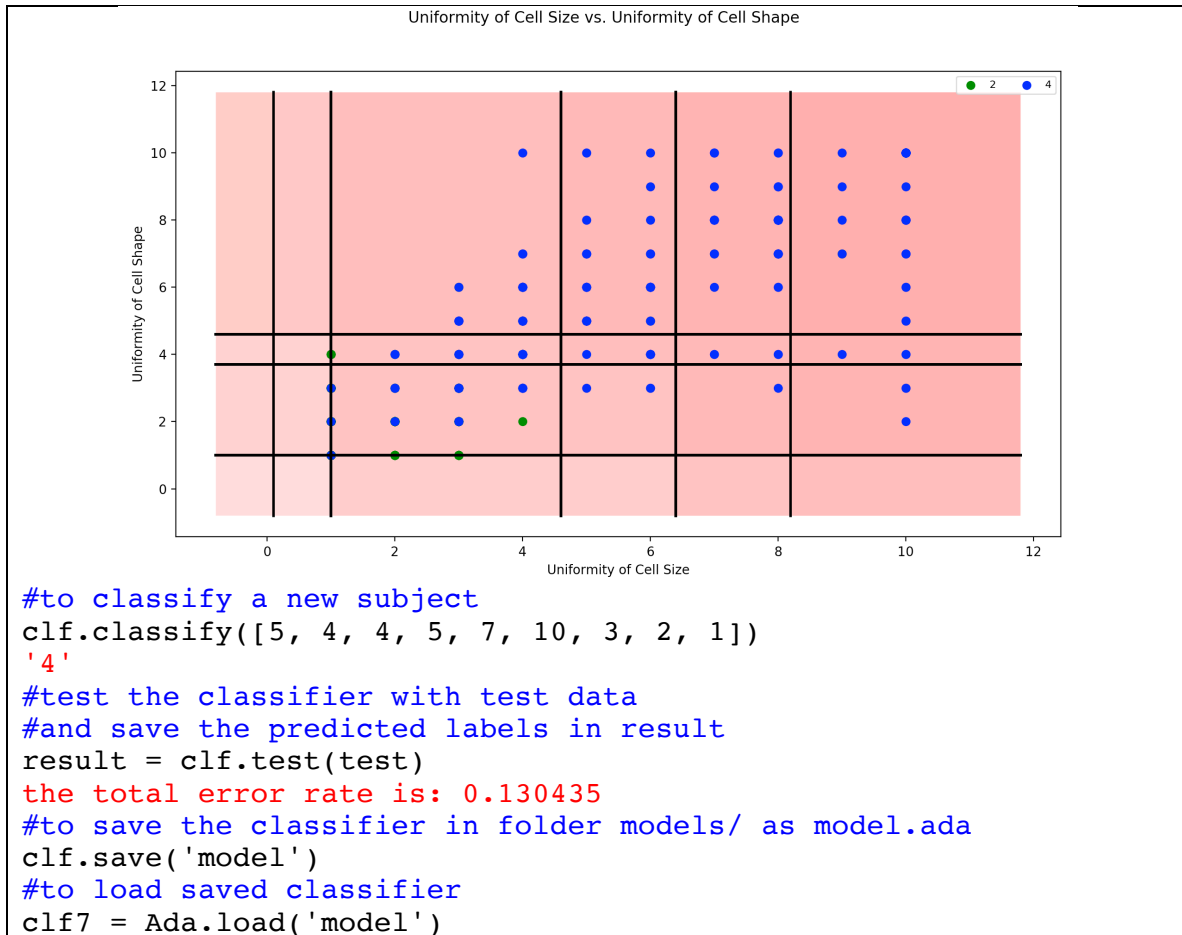 Uniformity of Cell Size vs. Uniformity of Cell Shape
2 4
12
10
8
6
4
2
0
Uniformity of Cell Shape
0 2 4 6 8 10 12
Uniformity of Cell Size
#to classify a new subject
clf.classify([5, 4, 4, 5, 7, 10, 3, 2, 1])
'4'
#test the classifier with test data
#and save the predicted labels in result
result = clf.test(test)
the total error rate is: 0.130435
#to save the classifier in folder models/ as model.ada
clf.save('model')
#to load saved classifier
clf7 = Ada.load('model')